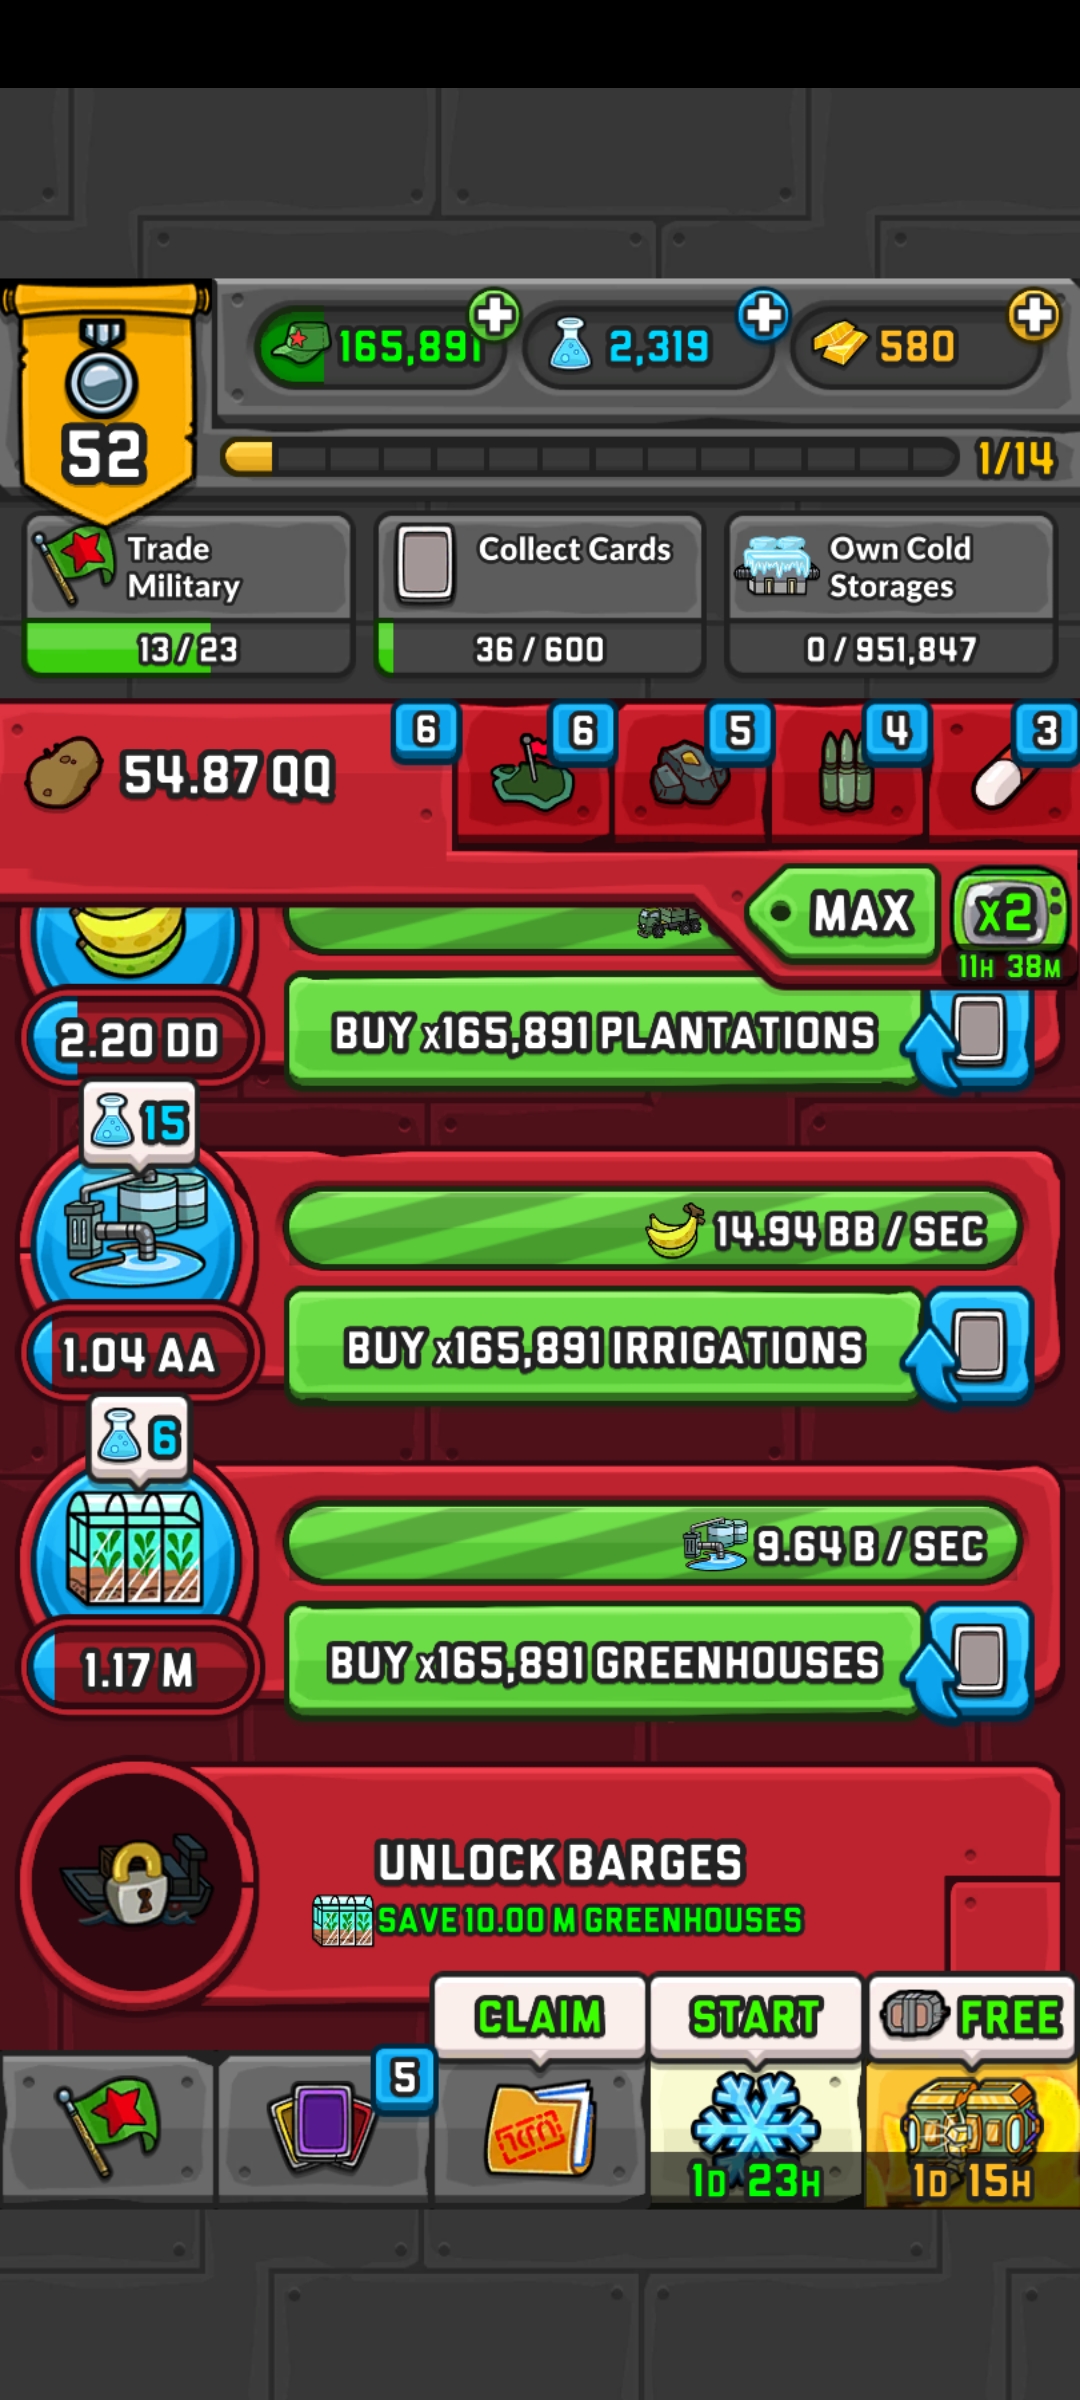 165,891
2,319
580
52
1/14
Trade
Military
Collect Cards
Own Cold
Storages
13 / 23
36 / 600
0 / 951,847
54.87 QQ
6
6
5
4
3
MAX
x2
11H 38M
2.20 DD
BUY x165,891 PLANTATIONS
15
14.94 BB / SEC
1.04 AA
BUY x165,891 IRRIGATIONS
6
9.64 B / SEC
1.17 M
BUY x165,891 GREENHOUSES
UNLOCK BARGES
SAVE 10.00 M GREENHOUSES
CLAIM
START
FREE
5
1D 23H
1D 15H